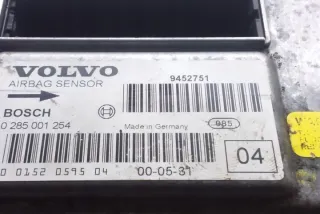 VOLVO
AIRBAG SENSOR
9452751
BOSCH
0 285 001 254
Made in Germany
985
04
0 0152 0595 04
00-05-31